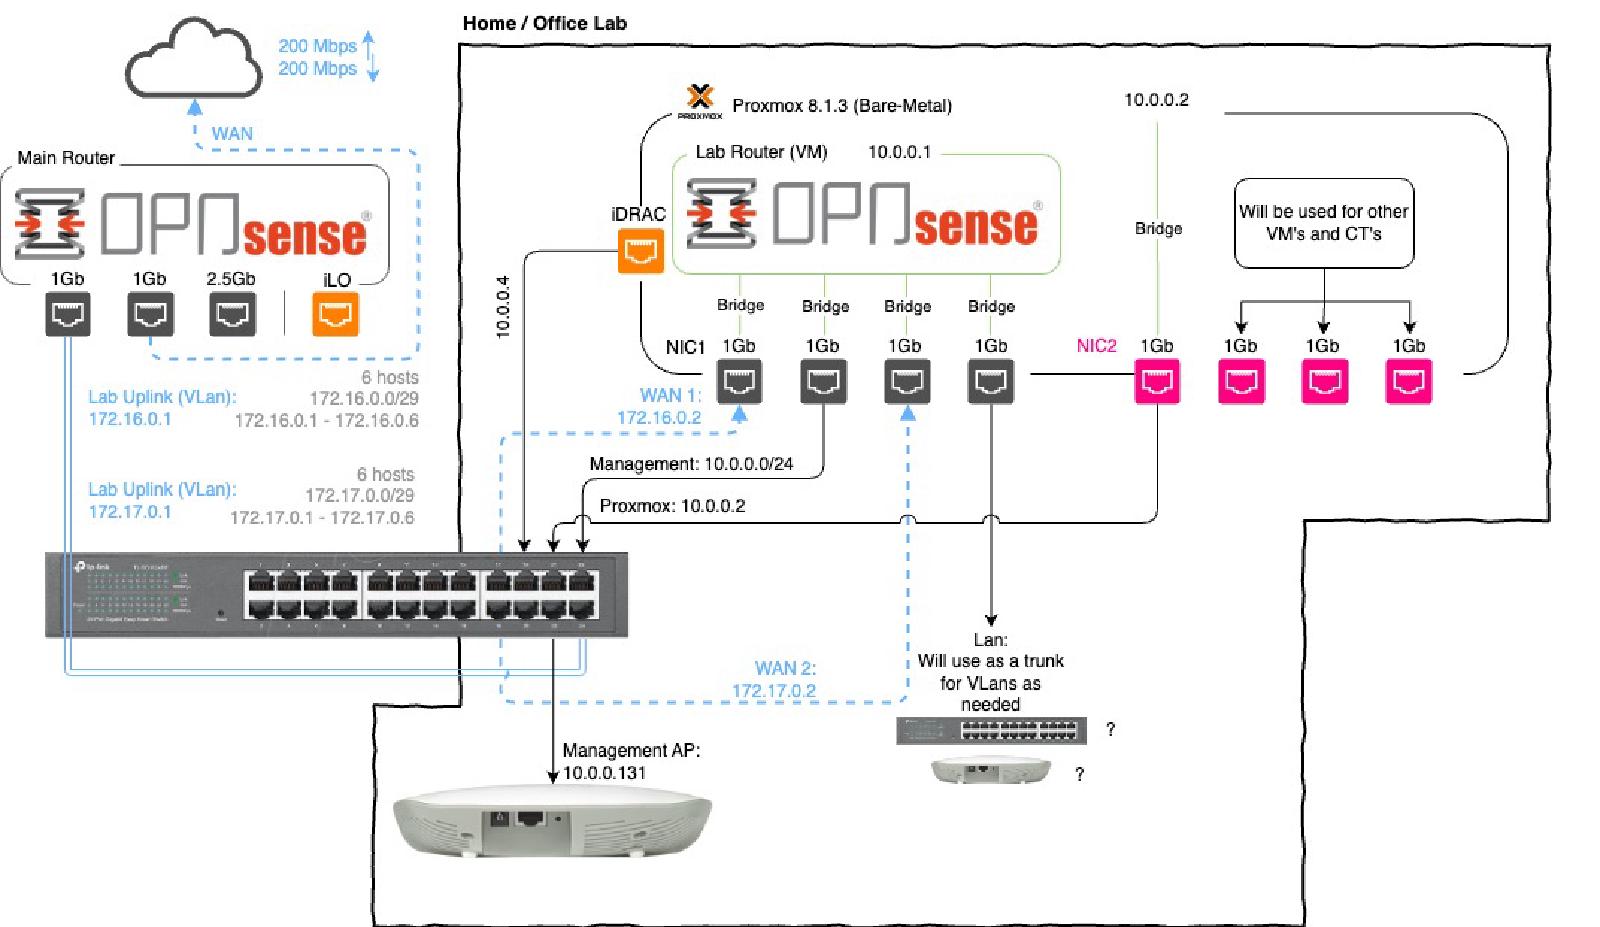 Home / Office Lab
200 Mbps
200 Mbps
WAN
Main Router
OPNsense®
1Gb
1Gb
2.5Gb
iLO
PROXMOX
Proxmox 8.1.3 (Bare-Metal)
10.0.0.2
Lab Router (VM)
10.0.0.1
OPNsense®
iDRAC
10.0.0.4
Bridge
Bridge
Bridge
Bridge
Bridge
Will be used for other
VM's and CT's
NIC1
1Gb
1Gb
1Gb
1Gb
NIC2
1Gb
1Gb
1Gb
1Gb
6 hosts
Lab Uplink (VLan):
172.16.0.0/29
172.16.0.1
172.16.0.1 - 172.16.0.6
WAN 1:
172.16.0.2
Management: 10.0.0.0/24
6 hosts
Lab Uplink (VLan):
172.17.0.0/29
172.17.0.1
172.17.0.1 - 172.17.0.6
Proxmox: 10.0.0.2
tp-link
WAN 2:
172.17.0.2
Lan:
Will use as a trunk
for VLans as
needed
?
?
Management AP:
10.0.0.131